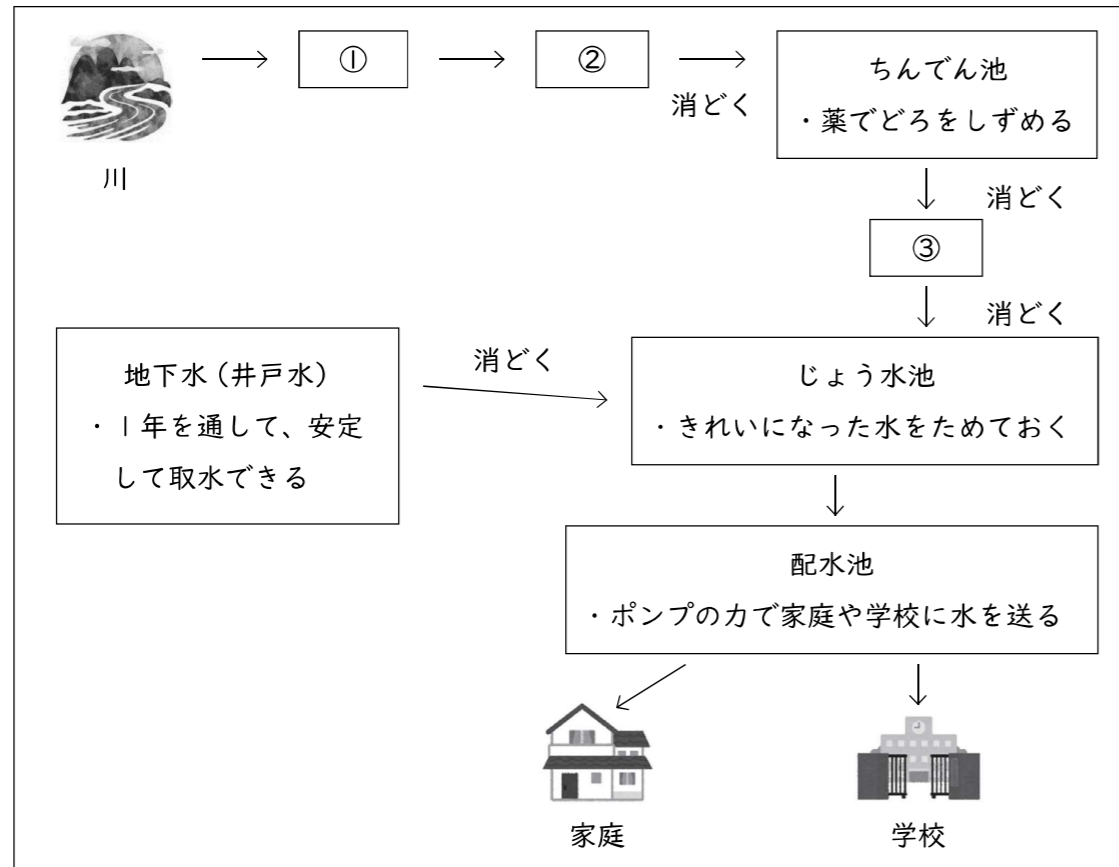 川
①
②
消どく
ちんでん池
・薬でどろをしずめる
消どく
③
消どく
地下水(井戸水)
・1年を通して、安定
して取水できる
消どく
じょう水池
・きれいになった水をためておく
配水池
・ポンプの力で家庭や学校に水を送る
家庭
学校